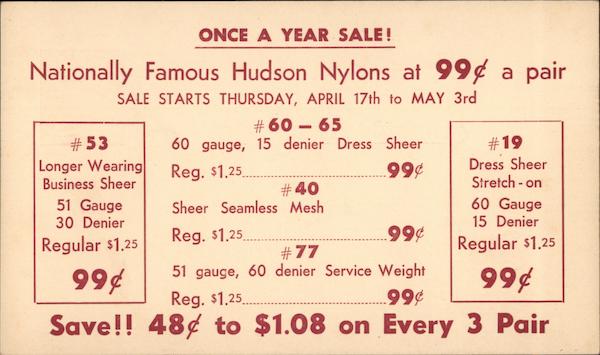 ONCE A YEAR SALE!
Nationally Famous Hudson Nylons at 99¢ a pair
SALE STARTS THURSDAY, APRIL 17th to MAY 3rd
#53
Longer Wearing
Business Sheer
51 Gauge
30 Denier
Regular $1.25
99¢
#60-65
60 gauge, 15 denier Dress Sheer
Reg. $1.25 99¢
#40
Sheer Seamless Mesh
Reg. $1.25 99¢
#77
51 gauge, 60 denier Service Weight
Reg. $1.25 99¢
#19
Dress Sheer
Stretch-on
60 Gauge
15 Denier
Regular $1.25
99¢
Save!! 48¢ to $1.08 on Every 3 Pair